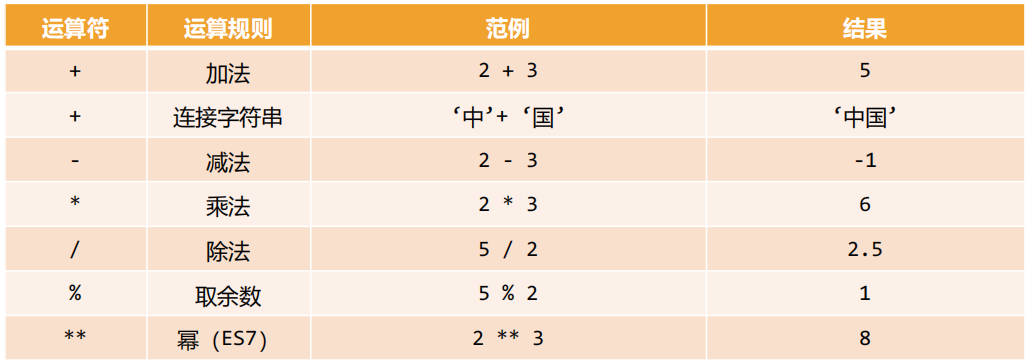 运算符 运算规则 范例 结果
+ 加法 2 + 3 5
+ 连接字符串 ‘中’+ ‘国’ ‘中国’
- 减法 2 - 3 -1
* 乘法 2 * 3 6
/ 除法 5 / 2 2.5
% 取余数 5 % 2 1
** 幂（ES7） 2 ** 3 8